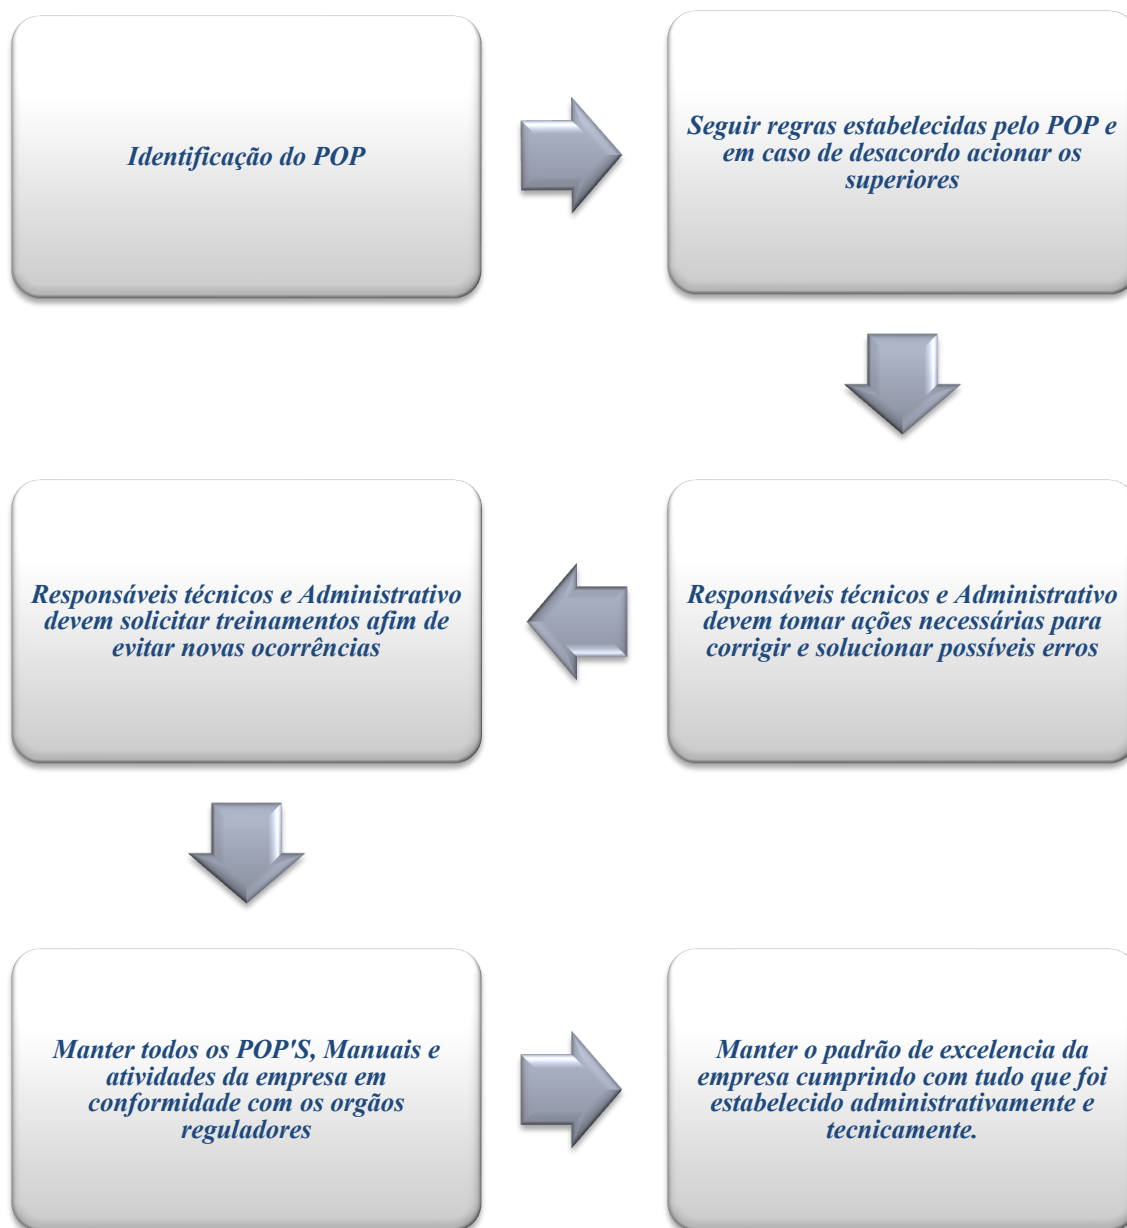 Identificação do POP
Seguir regras estabelecidas pelo POP e
em caso de desacordo acionar os
superiores
Responsáveis técnicos e Administrativo
devem tomar ações necessárias para
corrigir e solucionar possíveis erros
Responsáveis técnicos e Administrativo
devem solicitar treinamentos afim de
evitar novas ocorrências
Manter todos os POP'S, Manuais e
atividades da empresa em
conformidade com os orgãos
reguladores
Manter o padrão de excelencia da
empresa cumprindo com tudo que foi
estabelecido administrativamente e
tecnicamente.